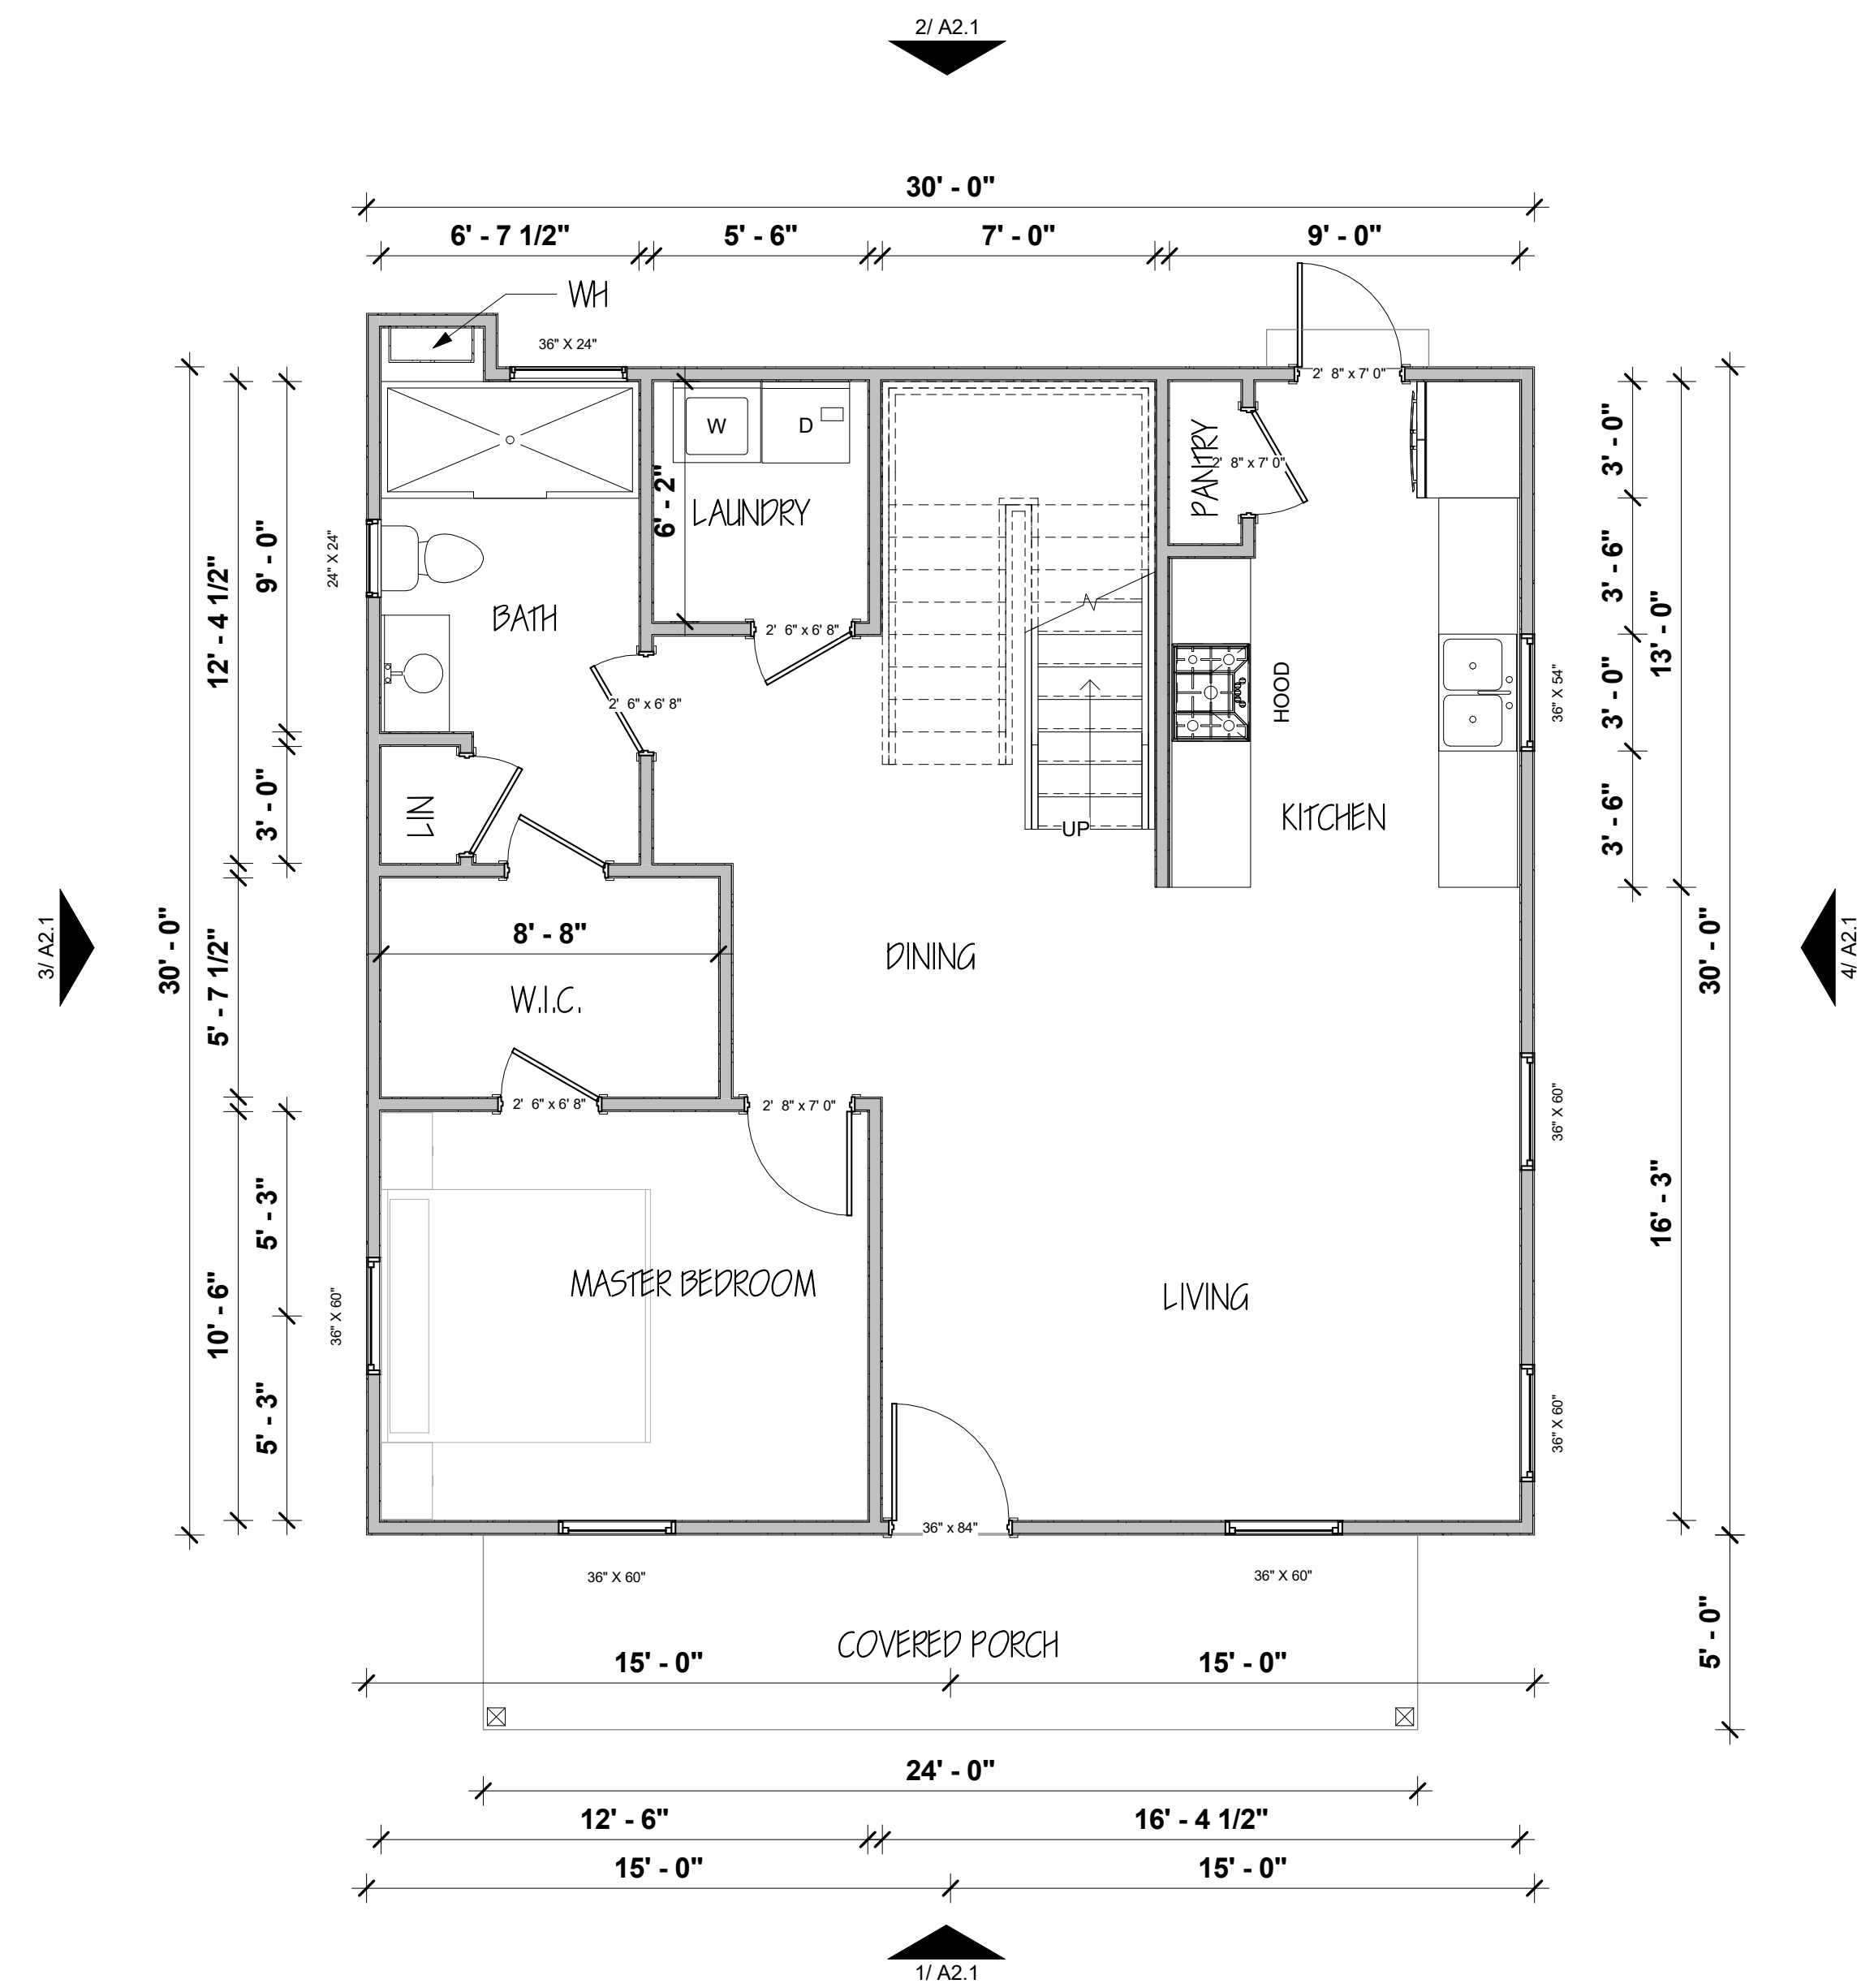 2/ A2.1
30' - 0"
6' - 7 1/2"
5' - 6"
7' - 0"
9' - 0"
WH
36" X 24"
2' 8" x 7' 0"
W
D
PANTRY
2' 8" x 7' 0"
3' - 0"
6' - 2"
LAUNDRY
24" X 24"
9' - 0"
12' - 4 1/2"
3' - 6"
BATH
2' 6" x 6' 8"
13' - 0"
2' 6" x 6' 8"
HOOD
36" X 54"
3' - 0"
LIN
3' - 0"
UP
KITCHEN
3' - 6"
3/ A2.1
30' - 0"
5' - 7 1/2"
8' - 8"
W.I.C.
DINING
30' - 0"
4/ A2.1
2' 6" x 6' 8"
2' 8" x 7' 0"
36" X 60"
5' - 3"
16' - 3"
MASTER BEDROOM
LIVING
10' - 6"
36" X 60"
5' - 3"
36" X 60"
36" x 84"
36" X 60"
36" X 60"
COVERED PORCH
5' - 0"
15' - 0"
15' - 0"
24' - 0"
12' - 6"
16' - 4 1/2"
15' - 0"
15' - 0"
1/ A2.1